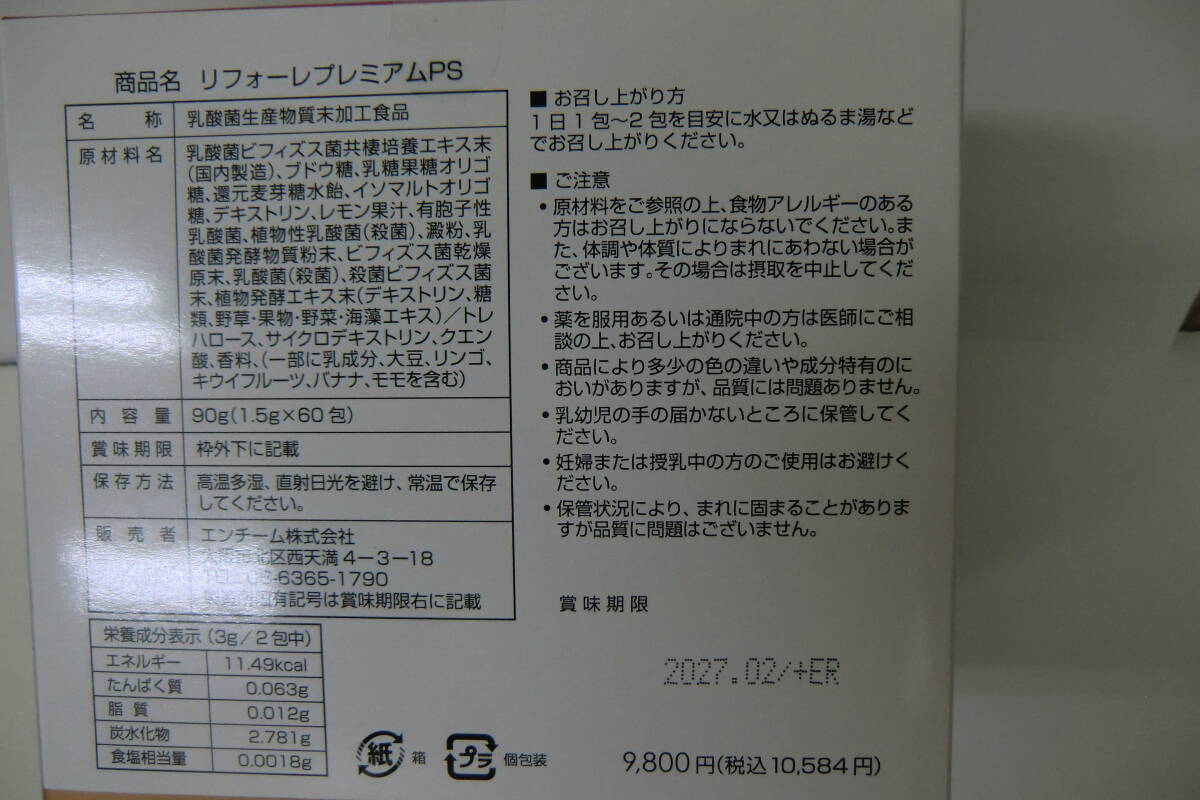 商品名 リフォーレプレミアムPS
名称 乳酸菌生産物質末加工食品
原材料名 乳酸菌ビフィズス菌共棲培養エキス末
(国内製造)、ブドウ糖、乳糖果糖オリゴ
糖、還元麦芽糖水飴、イソマルトオリゴ
糖、デキストリン、レモン果汁、有胞子性
乳酸菌、植物性乳酸菌(殺菌)、澱粉、乳
酸菌発酵物質粉末、ビフィズス菌乾燥
原末、乳酸菌(殺菌)、殺菌ビフィズス菌
末、植物発酵エキス末(デキストリン、糖
類、野草・果物・野菜・海藻エキス)/トレ
ハロース、サイクロデキストリン、クエン
酸、香料、(一部に乳成分、大豆、リンゴ、
キウイフルーツ、バナナ、モモを含む)
内容量 90g(1.5g×60包)
賞味期限 枠外下に記載
保存方法 高温多湿、直射日光を避け、常温で保存
してください。
販売者 エンチーム株式会社
区西天満4-3-18
-6365-1790
有記号は賞味期限右に記載
栄養成分表示(3g/2包中)
エネルギー 11.49kcal
たんぱく質 0.063g
脂質 0.012g
炭水化物 2.781g
食塩相当量 0.0018g
■ お召し上がり方
1日1包~2包を目安に水又はぬるま湯など
でお召し上がりください。
■ ご注意
•原材料をご参照の上、食物アレルギーのある
方はお召し上がりにならないでください。ま
た、体調や体質によりまれにあわない場合が
ございます。その場合は摂取を中止してくだ
さい。
•薬を服用あるいは通院中の方は医師にご相
談の上、お召し上がりください。
•商品により多少の色の違いや成分特有のに
おいがありますが、品質には問題ありません。
•乳幼児の手の届かないところに保管してく
ださい。
•妊婦または授乳中の方のご使用はお避けく
ださい。
•保管状況により、まれに固まることがありま
すが品質に問題はございません。
賞味期限
2027.02/+ER
紙 箱
プラ 個包装
9,800円(税込10,584円)